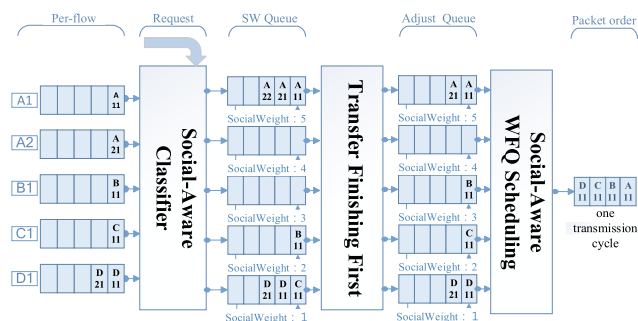 Per-flow Request SW Queue Adjust Queue Packet order
A1 A 11
A2 A 21
B1 B 11
C1 C 11
D1 D 21 D 11
Social-Aware Classifier
A 22 A 21 A 11
SocialWeight：5
SocialWeight：4
SocialWeight：3
B 11
SocialWeight：2
D 21 D 11 C 11
SocialWeight：1
Transfer Finishing First
A 21 A 11
SocialWeight：5
SocialWeight：4
B 11
SocialWeight：3
C 11
SocialWeight：2
D 21 D 11
SocialWeight：1
Social-Aware WFQ Scheduling
D 11 C 11 B 11 A 11
one
transmission
cycle